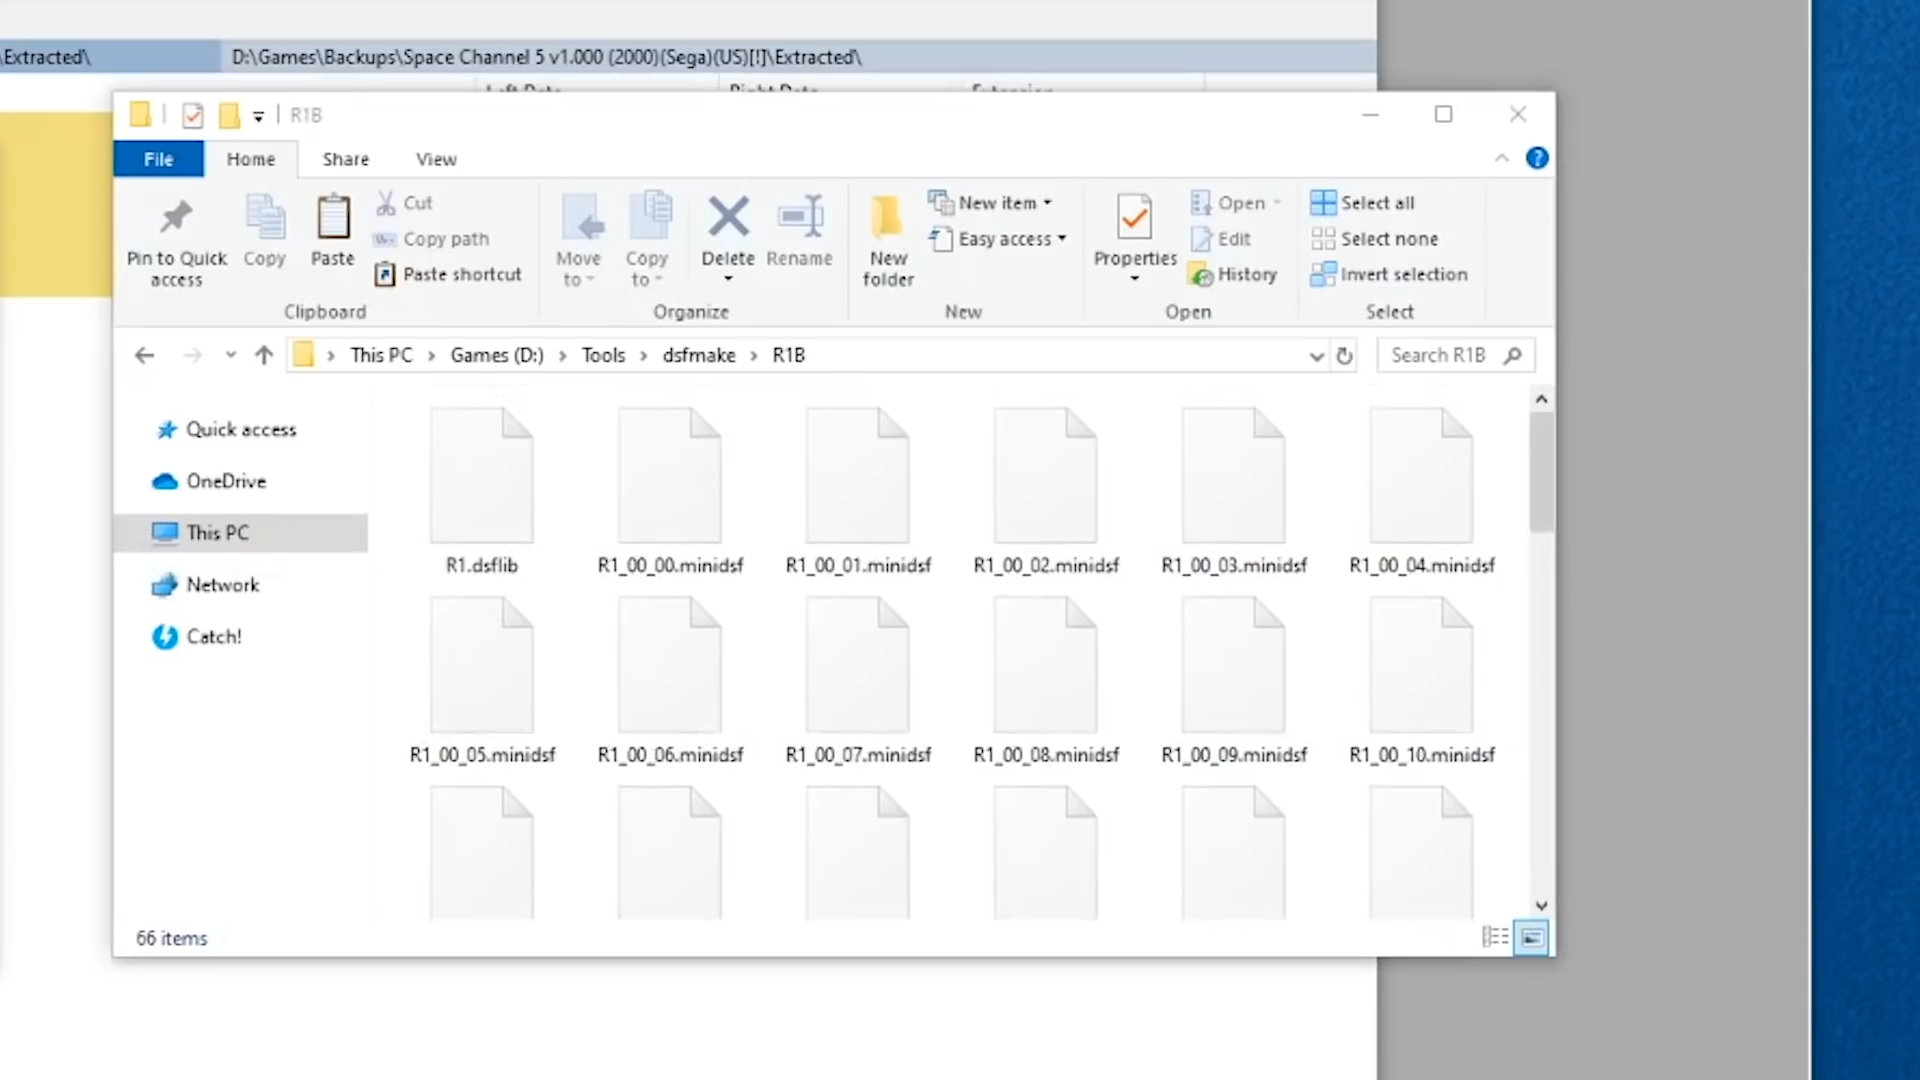 \Extracted\
D:\Games\Backups\Space Channel 5 v1.000 (2000)(Sega)(US)[!]\Extracted\
Left Date Right Date Extension
R1B
File Home Share View
Pin to Quick access
Copy
Paste
Cut
Copy path
Paste shortcut
Clipboard
Move to
Copy to
Delete
Rename
Organize
New folder
New item
Easy access
New
Properties
Open
Edit
History
Open
Select all
Select none
Invert selection
Select
This PC > Games (D:) > Tools > dsfmake > R1B
Search R1B
Quick access
OneDrive
This PC
Network
Catch!
R1.dsflib R1_00_00.minidsf R1_00_01.minidsf R1_00_02.minidsf R1_00_03.minidsf R1_00_04.minidsf
R1_00_05.minidsf R1_00_06.minidsf R1_00_07.minidsf R1_00_08.minidsf R1_00_09.minidsf R1_00_10.minidsf
66 items